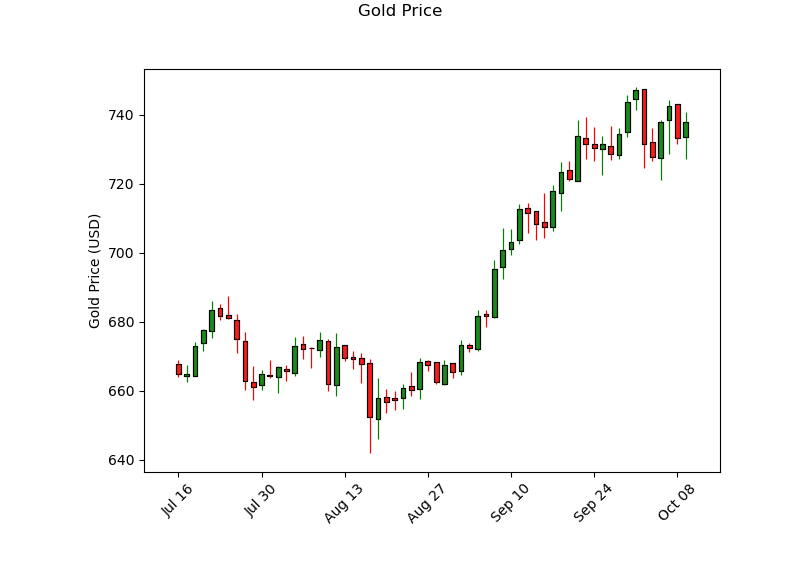 Gold Price
Gold Price (USD)
740
720
700
680
660
640
Jul 16
Jul 30
Aug 13
Aug 27
Sep 10
Sep 24
Oct 08